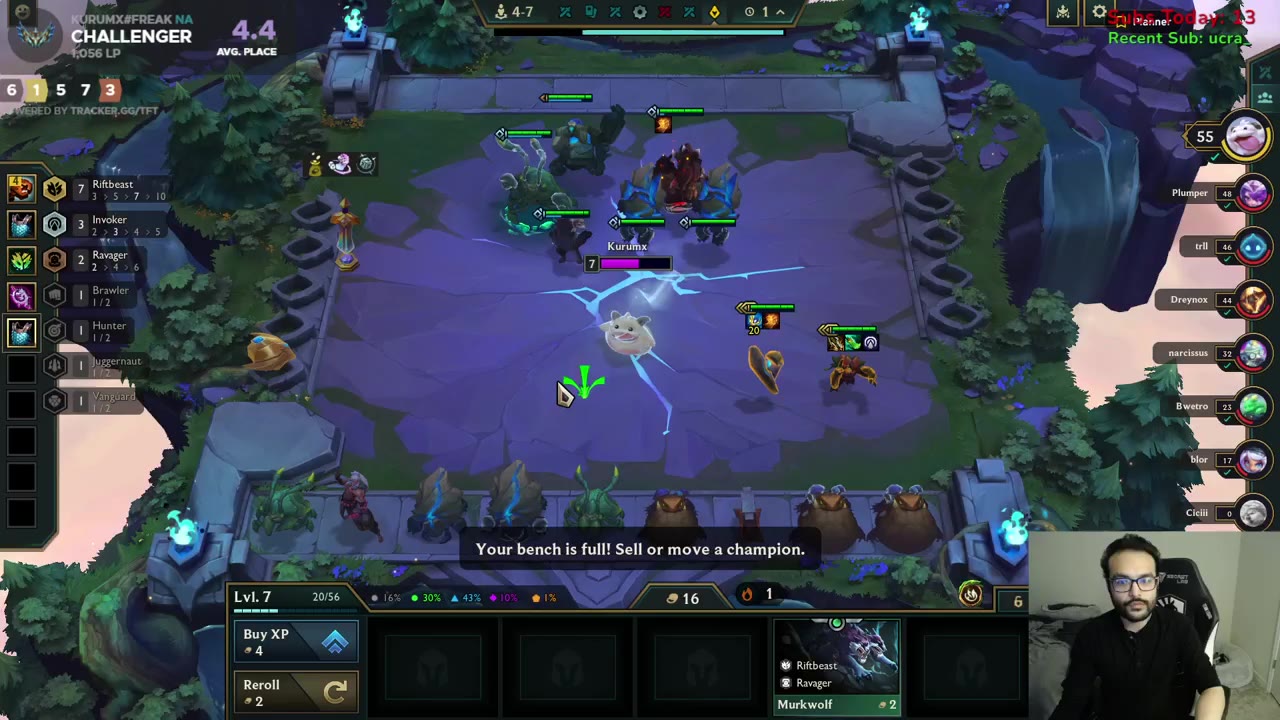 KURUMX#FREAK NA
CHALLENGER
1,056 LP
4.4
AVG. PLACE
6 1 5 7 3
POWERED BY TRACKER.GG/TFT
4-7
1
Planner
Subs Today: 13
Recent Sub: ucra
4
7 Riftbeast
3 > 5 > 7 > 10
3 Invoker
2 > 3 > 4 > 5
2 Ravager
2 > 4 > 6
1 Brawler
1 / 2
1 Hunter
1 / 2
1 Juggernaut
1 / 2
1 Vanguard
1 / 2
55
Plumper 48
trll 46
Dreynox 44
narcissus 32
Bwetro 23
blor 17
Ciciii 0
Kurumx
7
20
Your bench is full! Sell or move a champion.
Lvl. 7 20/56
16% 30% 43% 10% 1%
16
1
6
Buy XP
4
Reroll
2
Riftbeast
Ravager
Murkwolf 2